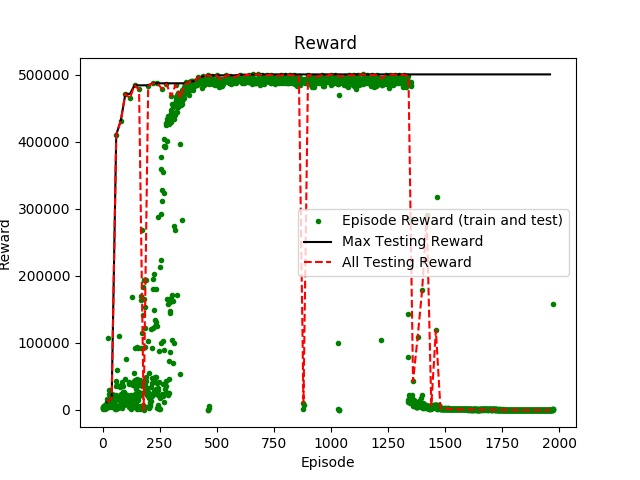 Reward
500000
400000
300000
200000
100000
0
Reward
Episode Reward (train and test)
Max Testing Reward
All Testing Reward
0 250 500 750 1000 1250 1500 1750 2000
Episode